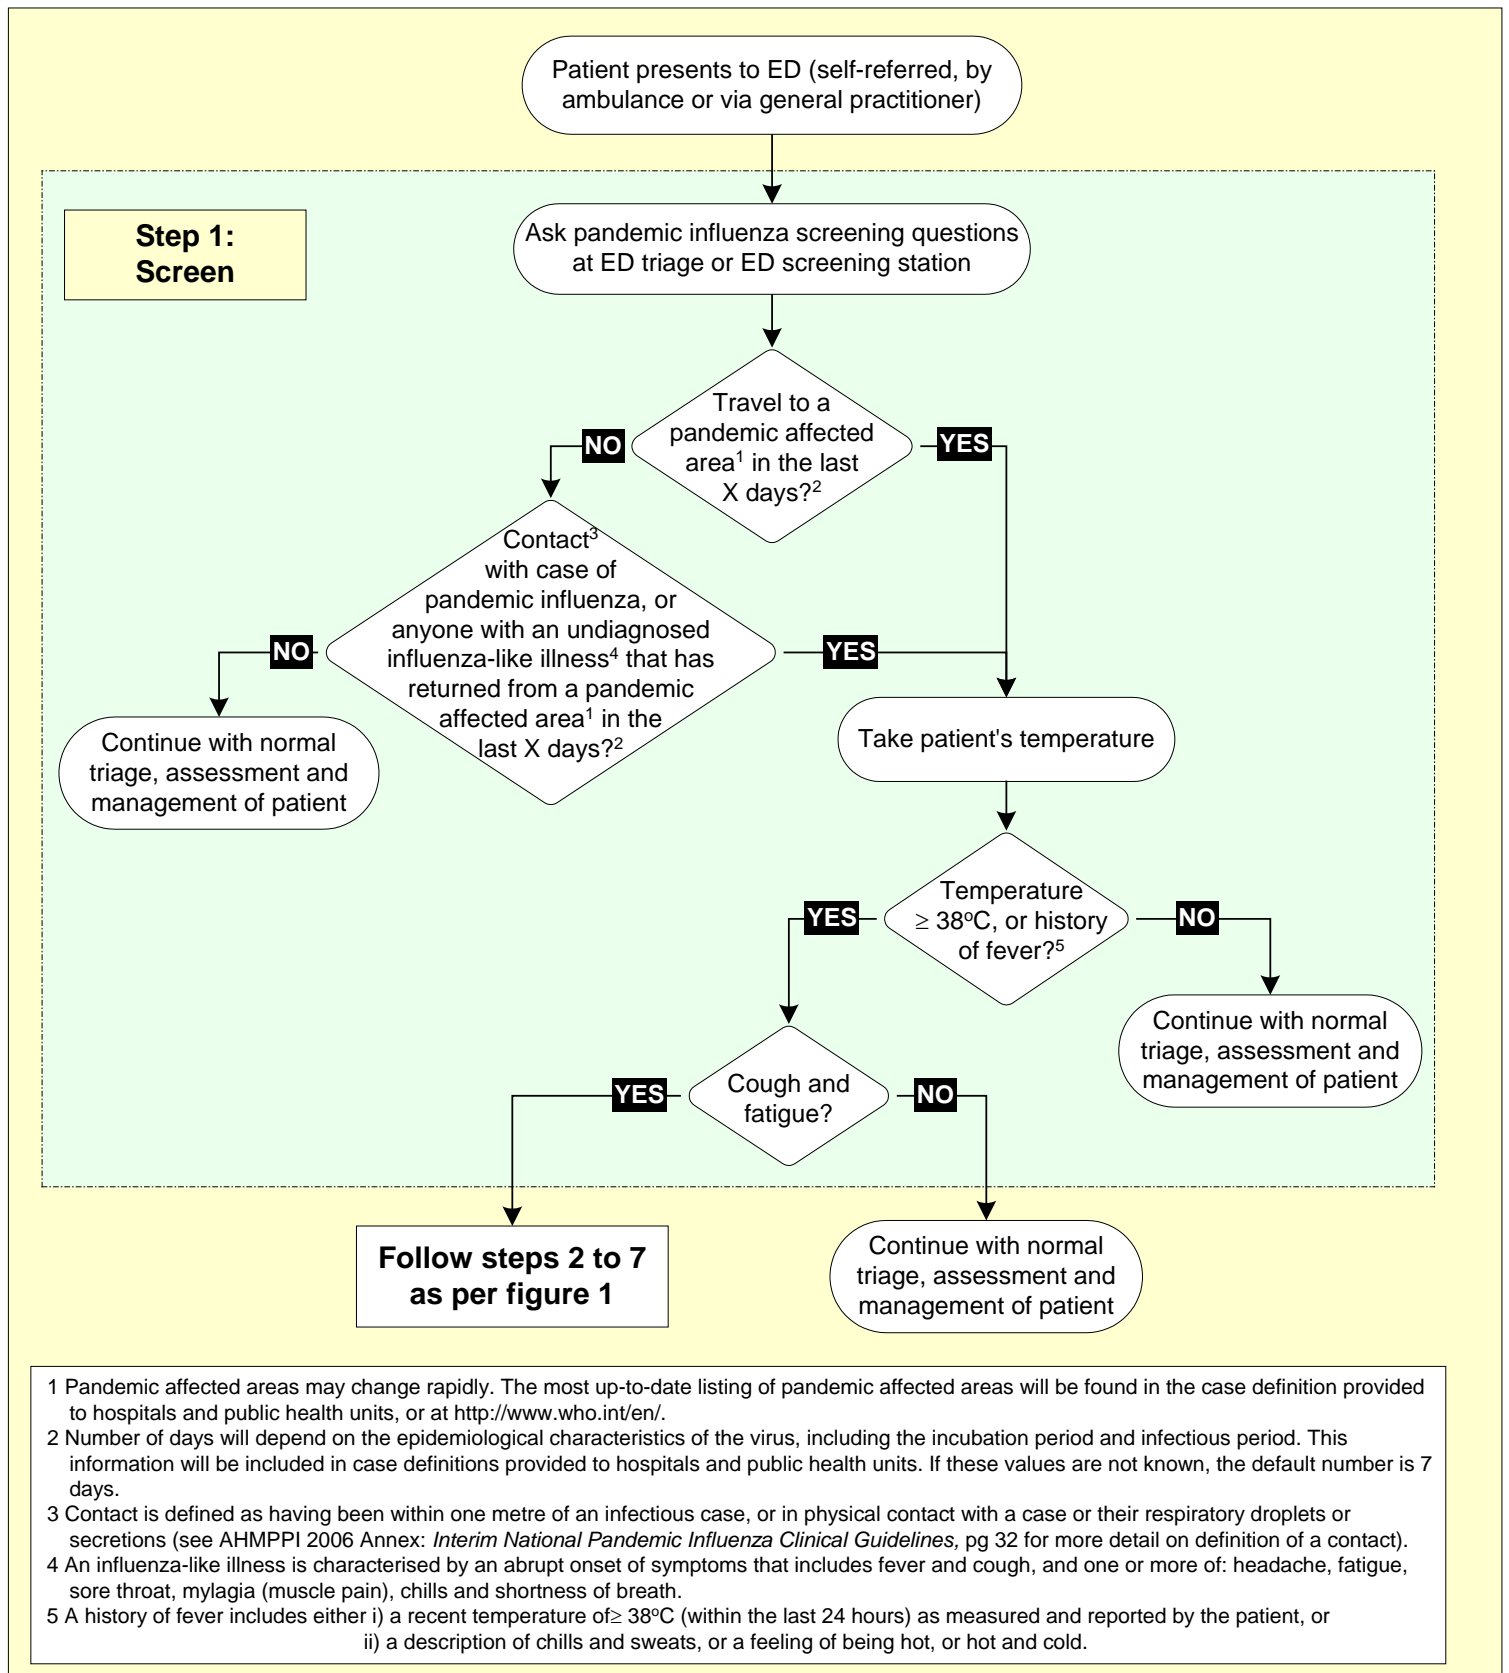 Patient presents to ED (self-referred, by
ambulance or via general practitioner)
Step 1:
Screen
Ask pandemic influenza screening questions
at ED triage or ED screening station
Travel to a
pandemic affected
area¹ in the last
X days?²
NO
YES
Contact³
with case of
pandemic influenza, or
anyone with an undiagnosed
influenza-like illness⁴ that has
returned from a pandemic
affected area¹ in the
last X days?²
NO
YES
Continue with normal
triage, assessment and
management of patient
Take patient's temperature
Temperature
≥ 38ºC, or history
of fever?⁵
YES
NO
Continue with normal
triage, assessment and
management of patient
Cough and
fatigue?
YES
NO
Follow steps 2 to 7
as per figure 1
Continue with normal
triage, assessment and
management of patient
1 Pandemic affected areas may change rapidly. The most up-to-date listing of pandemic affected areas will be found in the case definition provided
to hospitals and public health units, or at http://www.who.int/en/.
2 Number of days will depend on the epidemiological characteristics of the virus, including the incubation period and infectious period. This
information will be included in case definitions provided to hospitals and public health units. If these values are not known, the default number is 7
days.
3 Contact is defined as having been within one metre of an infectious case, or in physical contact with a case or their respiratory droplets or
secretions (see AHMPPI 2006 Annex: Interim National Pandemic Influenza Clinical Guidelines, pg 32 for more detail on definition of a contact).
4 An influenza-like illness is characterised by an abrupt onset of symptoms that includes fever and cough, and one or more of: headache, fatigue,
sore throat, mylagia (muscle pain), chills and shortness of breath.
5 A history of fever includes either i) a recent temperature of≥ 38ºC (within the last 24 hours) as measured and reported by the patient, or
ii) a description of chills and sweats, or a feeling of being hot, or hot and cold.